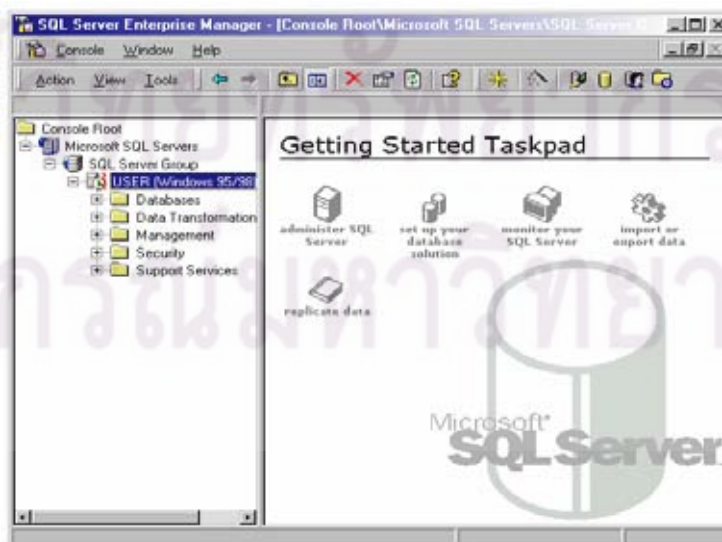 SQL Server Enterprise Manager - [Console Root\Microsoft SQL Servers\SQL Server
Console Window Help
Action View Tools
Console Root
Microsoft SQL Servers
SQL Server Group
USER (Windows 95/98)
Databases
Data Transformation
Management
Security
Support Services
Getting Started Taskpad
administer SQL
Server
set up your
database
solution
monitor your
SQL Server
import or
export data
replicate data
Microsoft
SQL Server